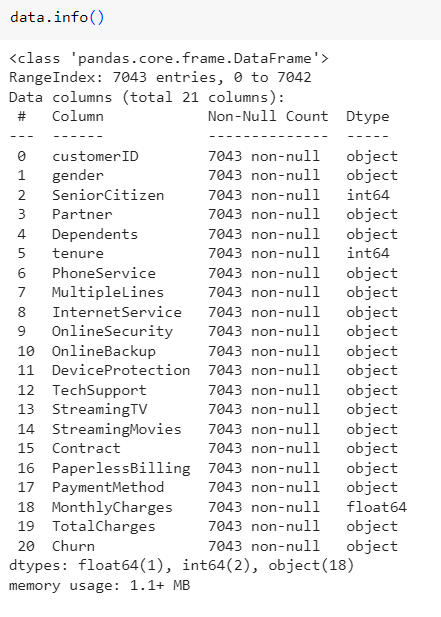 data.info()
<class 'pandas.core.frame.DataFrame'>
RangeIndex: 7043 entries, 0 to 7042
Data columns (total 21 columns):
 #   Column            Non-Null Count  Dtype
---  ------            --------------  -----
 0   customerID        7043 non-null   object
 1   gender            7043 non-null   object
 2   SeniorCitizen     7043 non-null   int64
 3   Partner           7043 non-null   object
 4   Dependents        7043 non-null   object
 5   tenure            7043 non-null   int64
 6   PhoneService      7043 non-null   object
 7   MultipleLines     7043 non-null   object
 8   InternetService   7043 non-null   object
 9   OnlineSecurity    7043 non-null   object
 10  OnlineBackup      7043 non-null   object
 11  DeviceProtection  7043 non-null   object
 12  TechSupport       7043 non-null   object
 13  StreamingTV       7043 non-null   object
 14  StreamingMovies   7043 non-null   object
 15  Contract          7043 non-null   object
 16  PaperlessBilling  7043 non-null   object
 17  PaymentMethod     7043 non-null   object
 18  MonthlyCharges    7043 non-null   float64
 19  TotalCharges      7043 non-null   object
 20  Churn             7043 non-null   object
dtypes: float64(1), int64(2), object(18)
memory usage: 1.1+ MB